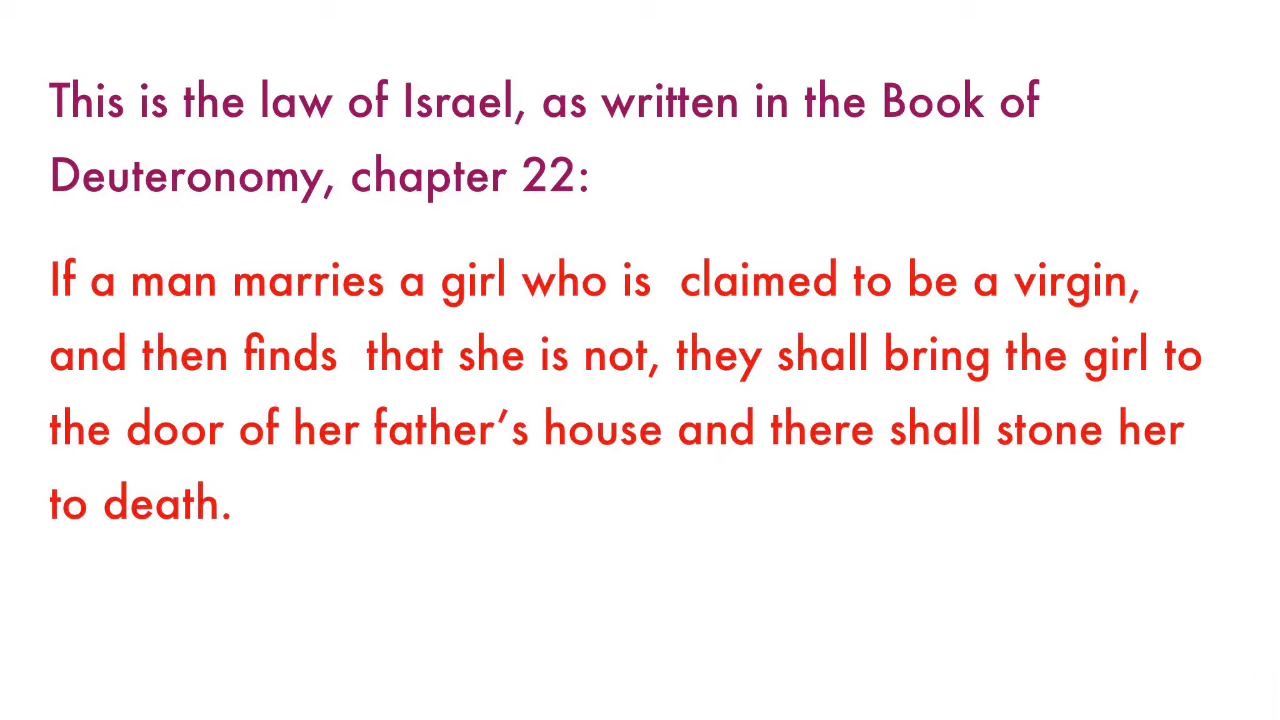 This is the law of Israel, as written in the Book of
Deuteronomy, chapter 22:
If a man marries a girl who is  claimed to be a virgin,
and then finds  that she is not, they shall bring the girl to
the door of her father’s house and there shall stone her
to death.